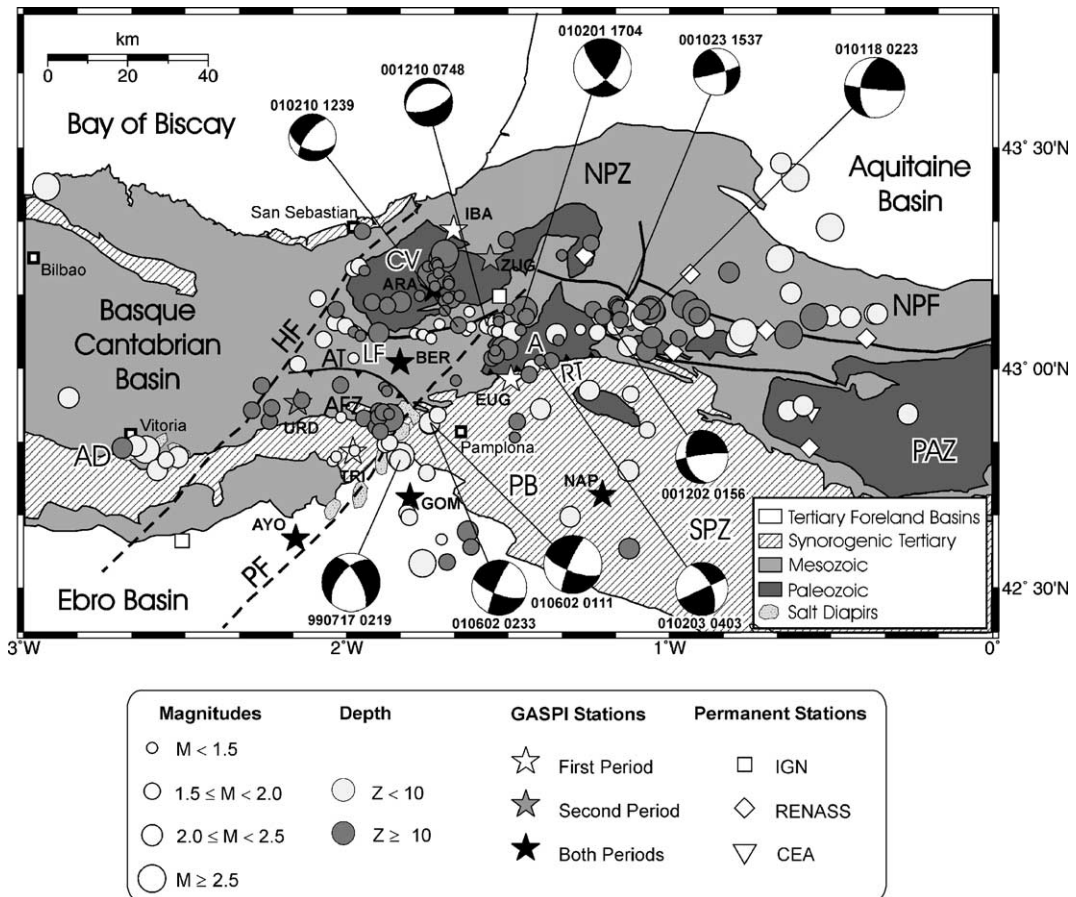 km
0 20 40
010201 1704
001023 1537
010118 0223
001210 0748
010210 1239
Bay of Biscay
43° 30'N
NPZ
Aquitaine
Basin
San Sebastian
IBA
Bilbao
CV
ZUG
ARA
NPF
Basque
Cantabrian
Basin
HF
LF
AT
BER
A
RT
43° 00'
AFZ
EUG
URD
Vitoria
AD
Pamplona
PAZ
TRI
PB
NAP
001202 0156
GOM
SPZ
AYO
PF
Tertiary Foreland Basins
Synorogenic Tertiary
Mesozoic
Paleozoic
Salt Diapirs
Ebro Basin
42° 30'
990717 0219
010602 0233
010602 0111
010203 0403
3°W 2°W 1°W 0°
Magnitudes
M < 1.5
1.5 ≤ M < 2.0
2.0 ≤ M < 2.5
M ≥ 2.5
Depth
Z < 10
Z ≥ 10
GASPI Stations
First Period
Second Period
Both Periods
Permanent Stations
IGN
RENASS
CEA